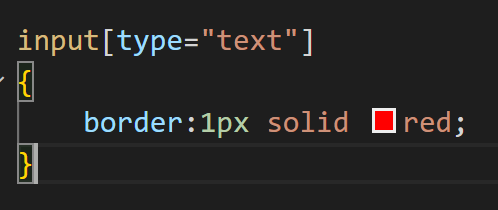 input[type="text"]
{
border:1px solid red;
}